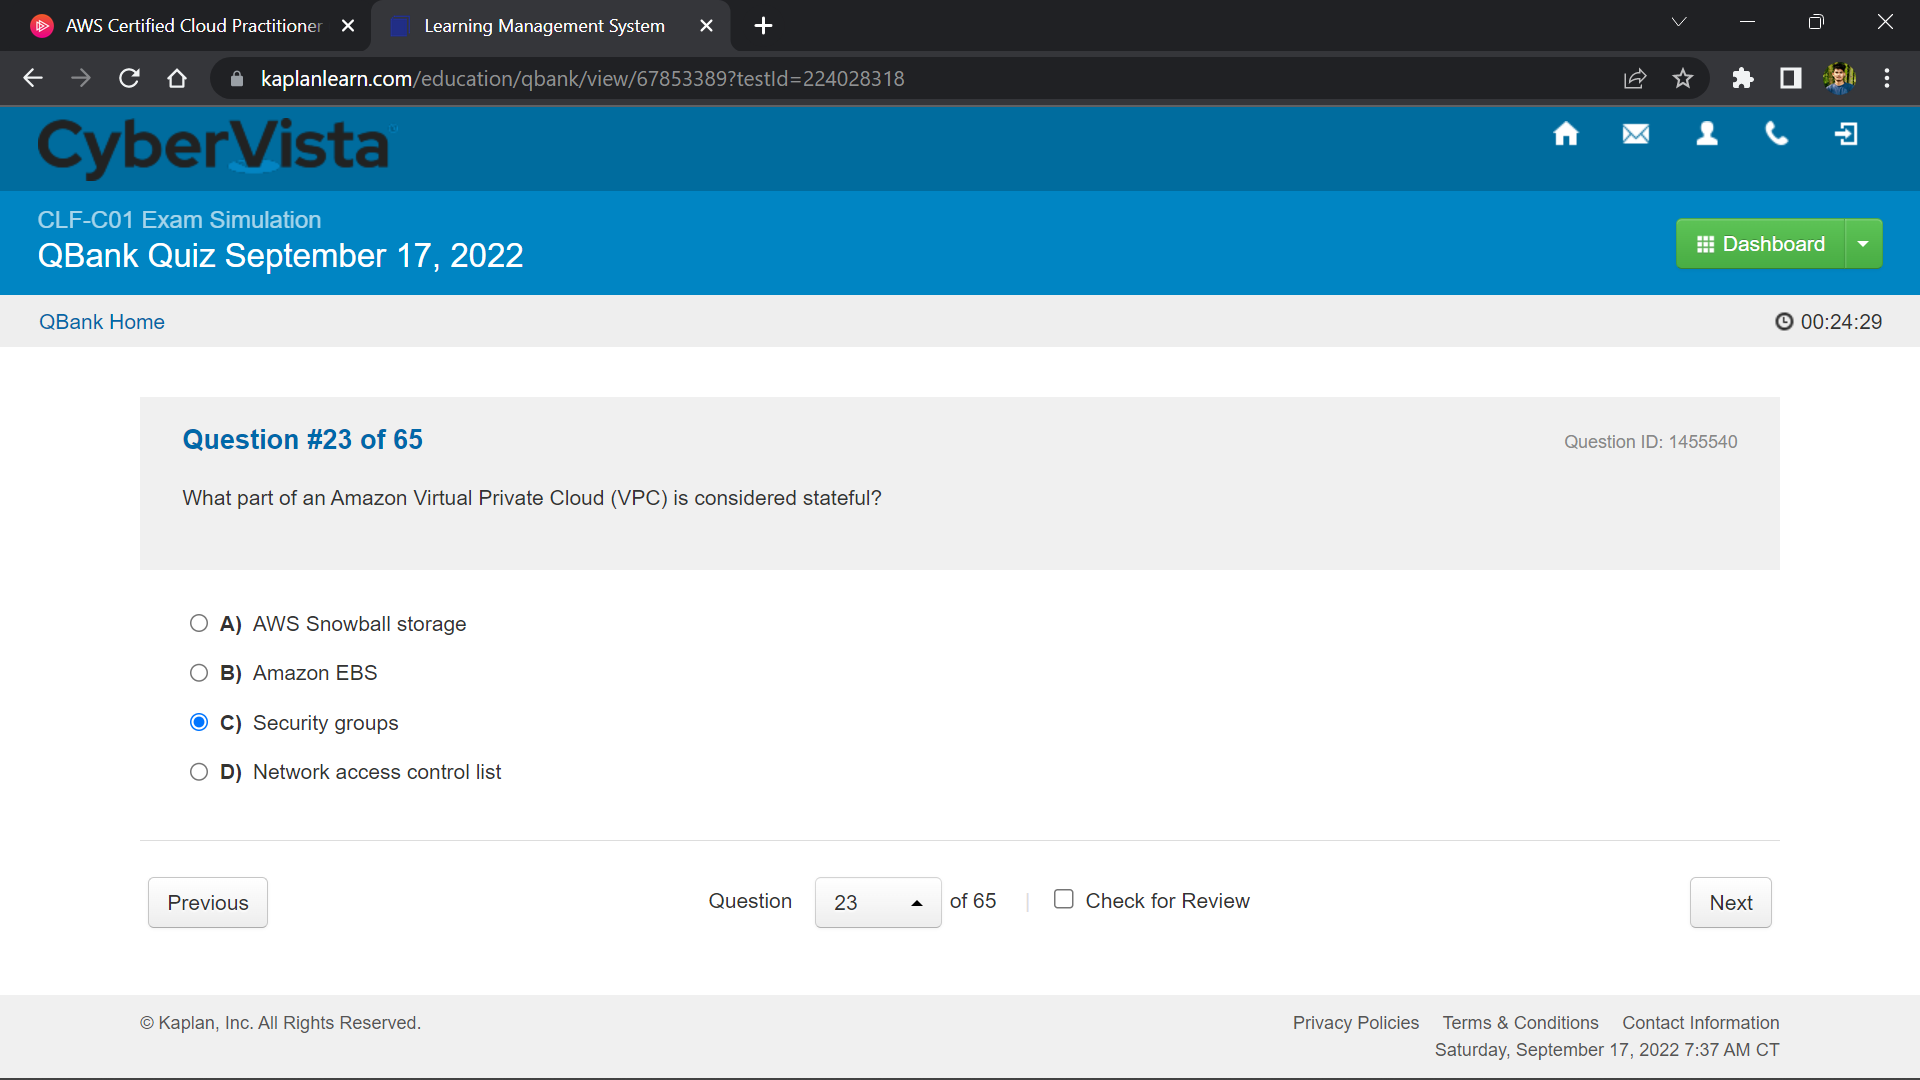 AWS Certified Cloud Practitioner
Learning Management System
kaplanlearn.com/education/qbank/view/67853389?testId=224028318
CyberVista
CLF-C01 Exam Simulation
QBank Quiz September 17, 2022
Dashboard
QBank Home
00:24:29
Question #23 of 65
Question ID: 1455540
What part of an Amazon Virtual Private Cloud (VPC) is considered stateful?
A) AWS Snowball storage
B) Amazon EBS
C) Security groups
D) Network access control list
Previous
Question 23 of 65 | Check for Review
Next
© Kaplan, Inc. All Rights Reserved.
Privacy Policies Terms & Conditions Contact Information
Saturday, September 17, 2022 7:37 AM CT